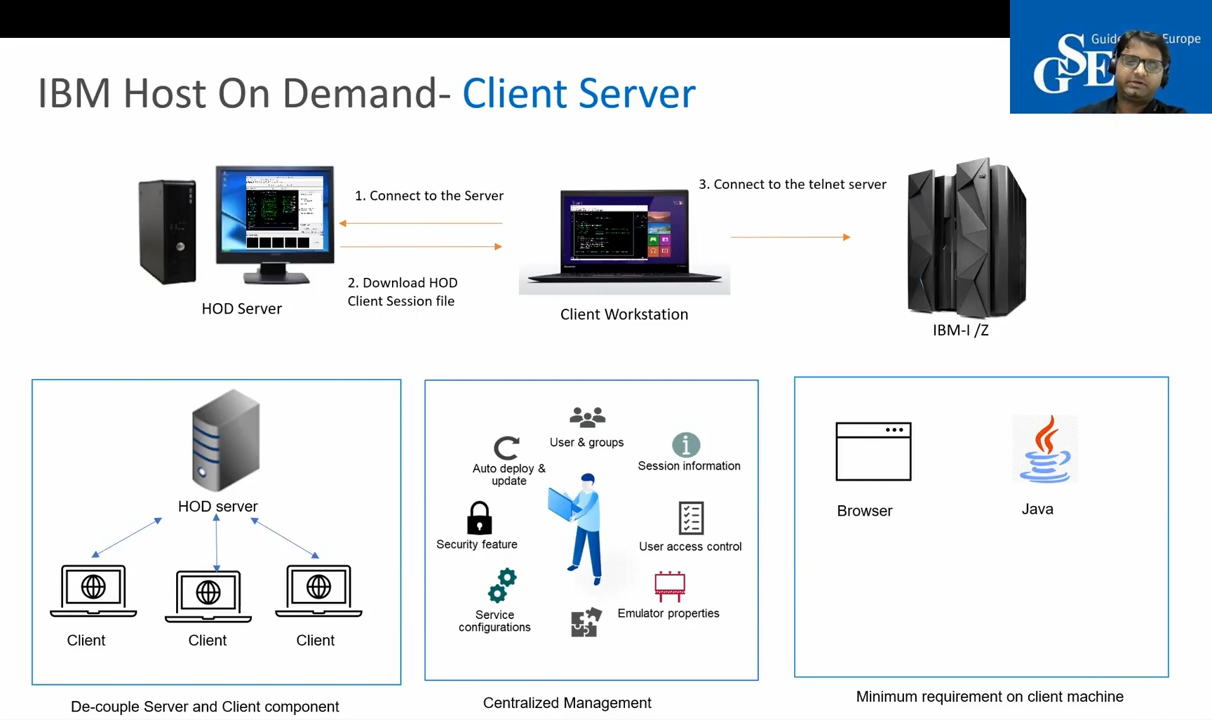 Guide
Europe
GSE
IBM Host On Demand- Client Server
1. Connect to the Server
3. Connect to the telnet server
2. Download HOD
Client Session file
HOD Server
Client Workstation
IBM-I /Z
User & groups
Auto deploy &
update
Session information
Security feature
User access control
Service
configurations
Emulator properties
HOD server
Client
Client
Client
Browser
Java
De-couple Server and Client component
Centralized Management
Minimum requirement on client machine